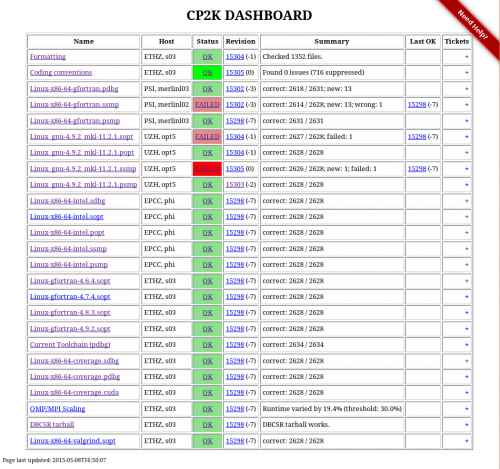 CP2K DASHBOARD
Need Help?
Name Host Status Revision Summary Last OK Tickets
Formatting ETHZ, s03 OK 15304 (-1) Checked 1352 files. +
Coding conventions ETHZ, s03 OK 15305 (0) Found 0 issues (716 suppressed) +
Linux-x86-64-gfortran.pdbg PSI, merlinl03 OK 15302 (-3) correct: 2618 / 2631; new: 13 +
Linux-x86-64-gfortran.ssmp PSI, merlinl02 FAILED 15302 (-3) correct: 2614 / 2628; new: 13; wrong: 1 15298 (-7) +
Linux-x86-64-gfortran.psmp PSI, merlinl03 OK 15298 (-7) correct: 2631 / 2631 +
Linux_gnu-4.9.2_mkl-11.2.1.sopt UZH, opt5 FAILED 15304 (-1) correct: 2627 / 2628; failed: 1 15298 (-7) +
Linux_gnu-4.9.2_mkl-11.2.1.popt UZH, opt5 OK 15304 (-1) correct: 2628 / 2628 +
Linux_gnu-4.9.2_mkl-11.2.1.ssmp UZH, opt5 FAILED 15305 (0) correct: 2626 / 2628; new: 1; failed: 1 15298 (-7) +
Linux_gnu-4.9.2_mkl-11.2.1.psmp UZH, opt5 OK 15303 (-2) correct: 2628 / 2628 +
Linux-x86-64-intel.sdbg EPCC, phi OK 15298 (-7) correct: 2628 / 2628 +
Linux-x86-64-intel.sopt EPCC, phi OK 15298 (-7) correct: 2628 / 2628 +
Linux-x86-64-intel.popt EPCC, phi OK 15298 (-7) correct: 2628 / 2628 +
Linux-x86-64-intel.ssmp EPCC, phi OK 15298 (-7) correct: 2628 / 2628 +
Linux-x86-64-intel.psmp EPCC, phi OK 15298 (-7) correct: 2628 / 2628 +
Linux-gfortran-4.6.4.sopt ETHZ, s03 OK 15298 (-7) correct: 2628 / 2628 +
Linux-gfortran-4.7.4.sopt ETHZ, s03 OK 15298 (-7) correct: 2628 / 2628 +
Linux-gfortran-4.8.3.sopt ETHZ, s03 OK 15298 (-7) correct: 2628 / 2628 +
Linux-gfortran-4.9.2.sopt ETHZ, s03 OK 15298 (-7) correct: 2628 / 2628 +
Current Toolchain (pdbg) ETHZ, s03 OK 15298 (-7) correct: 2634 / 2634 +
Linux-x86-64-coverage.sdbg ETHZ, s03 OK 15298 (-7) correct: 2628 / 2628 +
Linux-x86-64-coverage.pdbg ETHZ, s03 OK 15298 (-7) correct: 2628 / 2628 +
Linux-x86-64-coverage.cuda ETHZ, s03 OK 15298 (-7) correct: 2628 / 2628 +
OMP/MPI Scaling ETHZ, s03 OK 15298 (-7) Runtime varied by 19.4% (threshold: 30.0%) +
DBCSR tarball ETHZ, s03 OK 15298 (-7) DBCSR tarball works. +
Linux-x86-64-valgrind.sopt ETHZ, s03 OK 15298 (-7) correct: 2628 / 2628 +
Page last updated: 2015-05-08T16:50:07